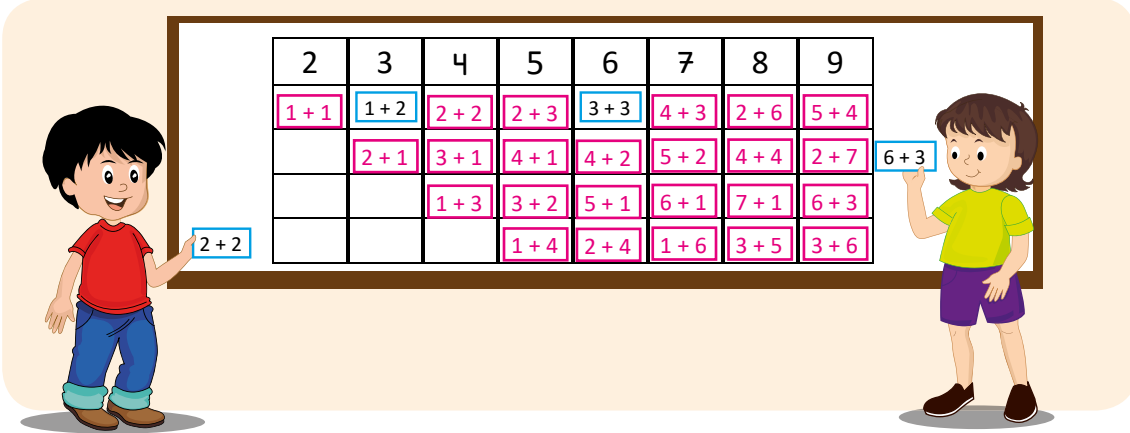 2 3 4 5 6 7 8 9
1 + 1 1 + 2 2 + 2 2 + 3 3 + 3 4 + 3 2 + 6 5 + 4
2 + 1 3 + 1 4 + 1 4 + 2 5 + 2 4 + 4 2 + 7 6 + 3
1 + 3 3 + 2 5 + 1 6 + 1 7 + 1 6 + 3
2 + 2 1 + 4 2 + 4 1 + 6 3 + 5 3 + 6